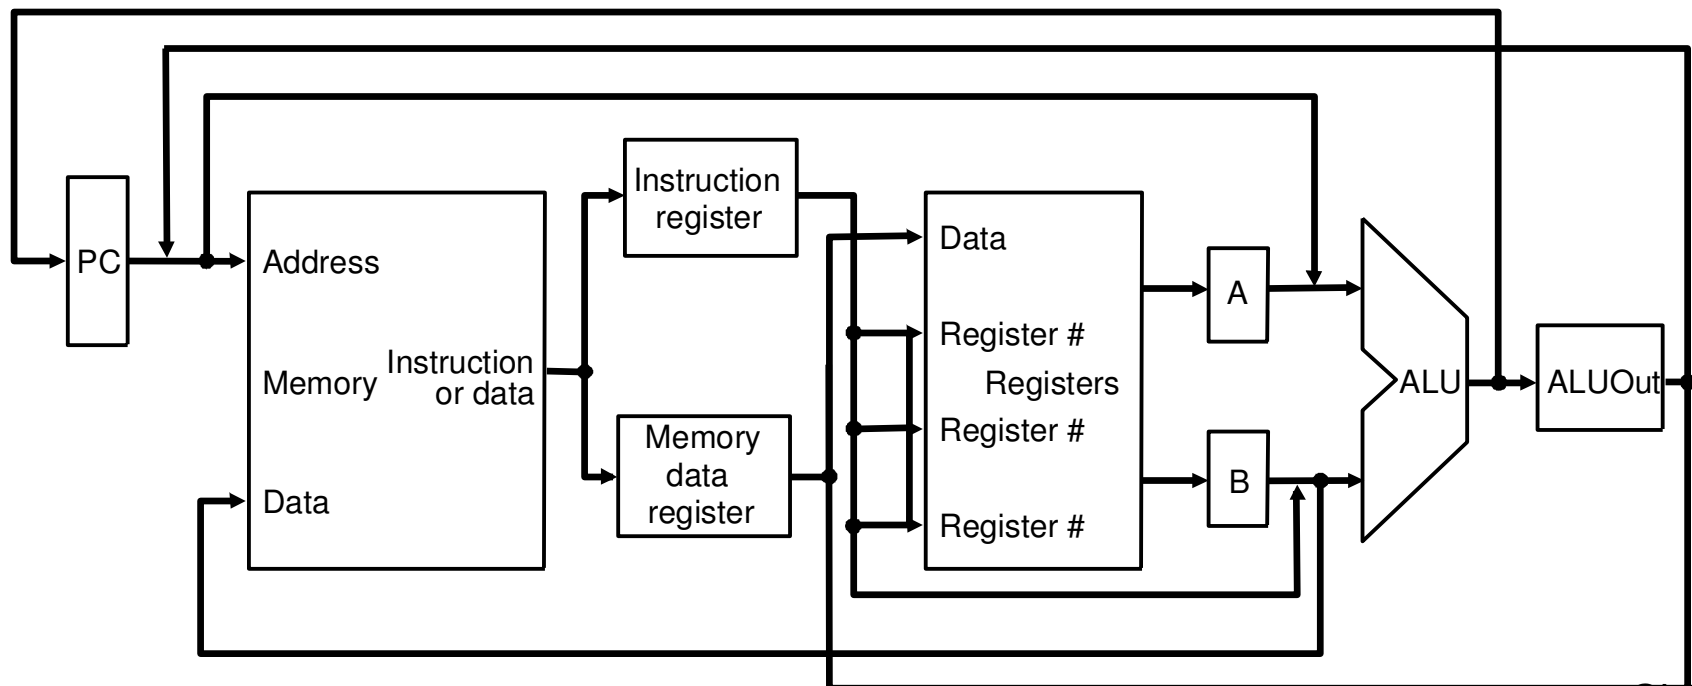 PC
Address
Memory
Instruction
or data
Data
Instruction
register
Memory
data
register
Data
Register #
Registers
Register #
Register #
A
B
ALU
ALUOut